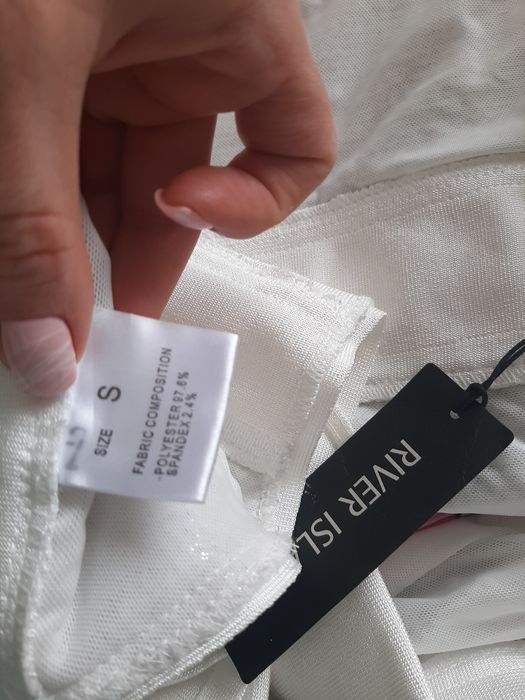 SIZE S
FABRIC COMPOSITION
-POLYESTER 97.6%
SPANDEX 2.4%
RIVER ISL